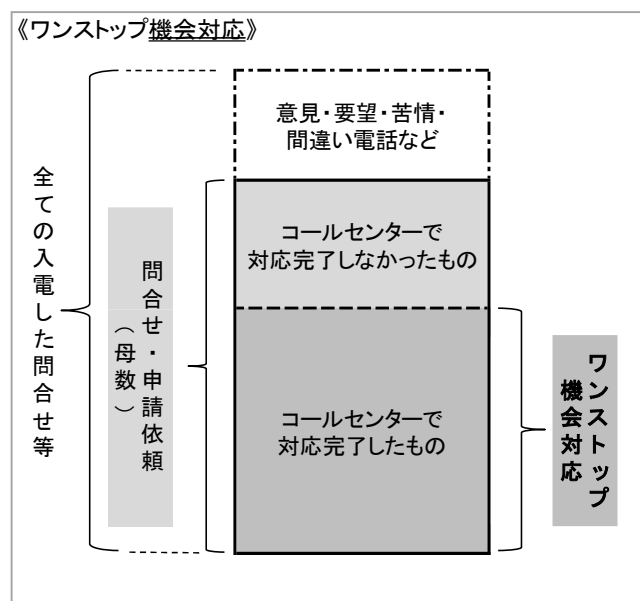 《ワンストップ機会対応》
意見・要望・苦情・
間違い電話など
全ての入電した問合せ等
問合せ・申請依頼
（母数）
コールセンターで
対応完了しなかったもの
コールセンターで
対応完了したもの
ワンストップ
機会対応